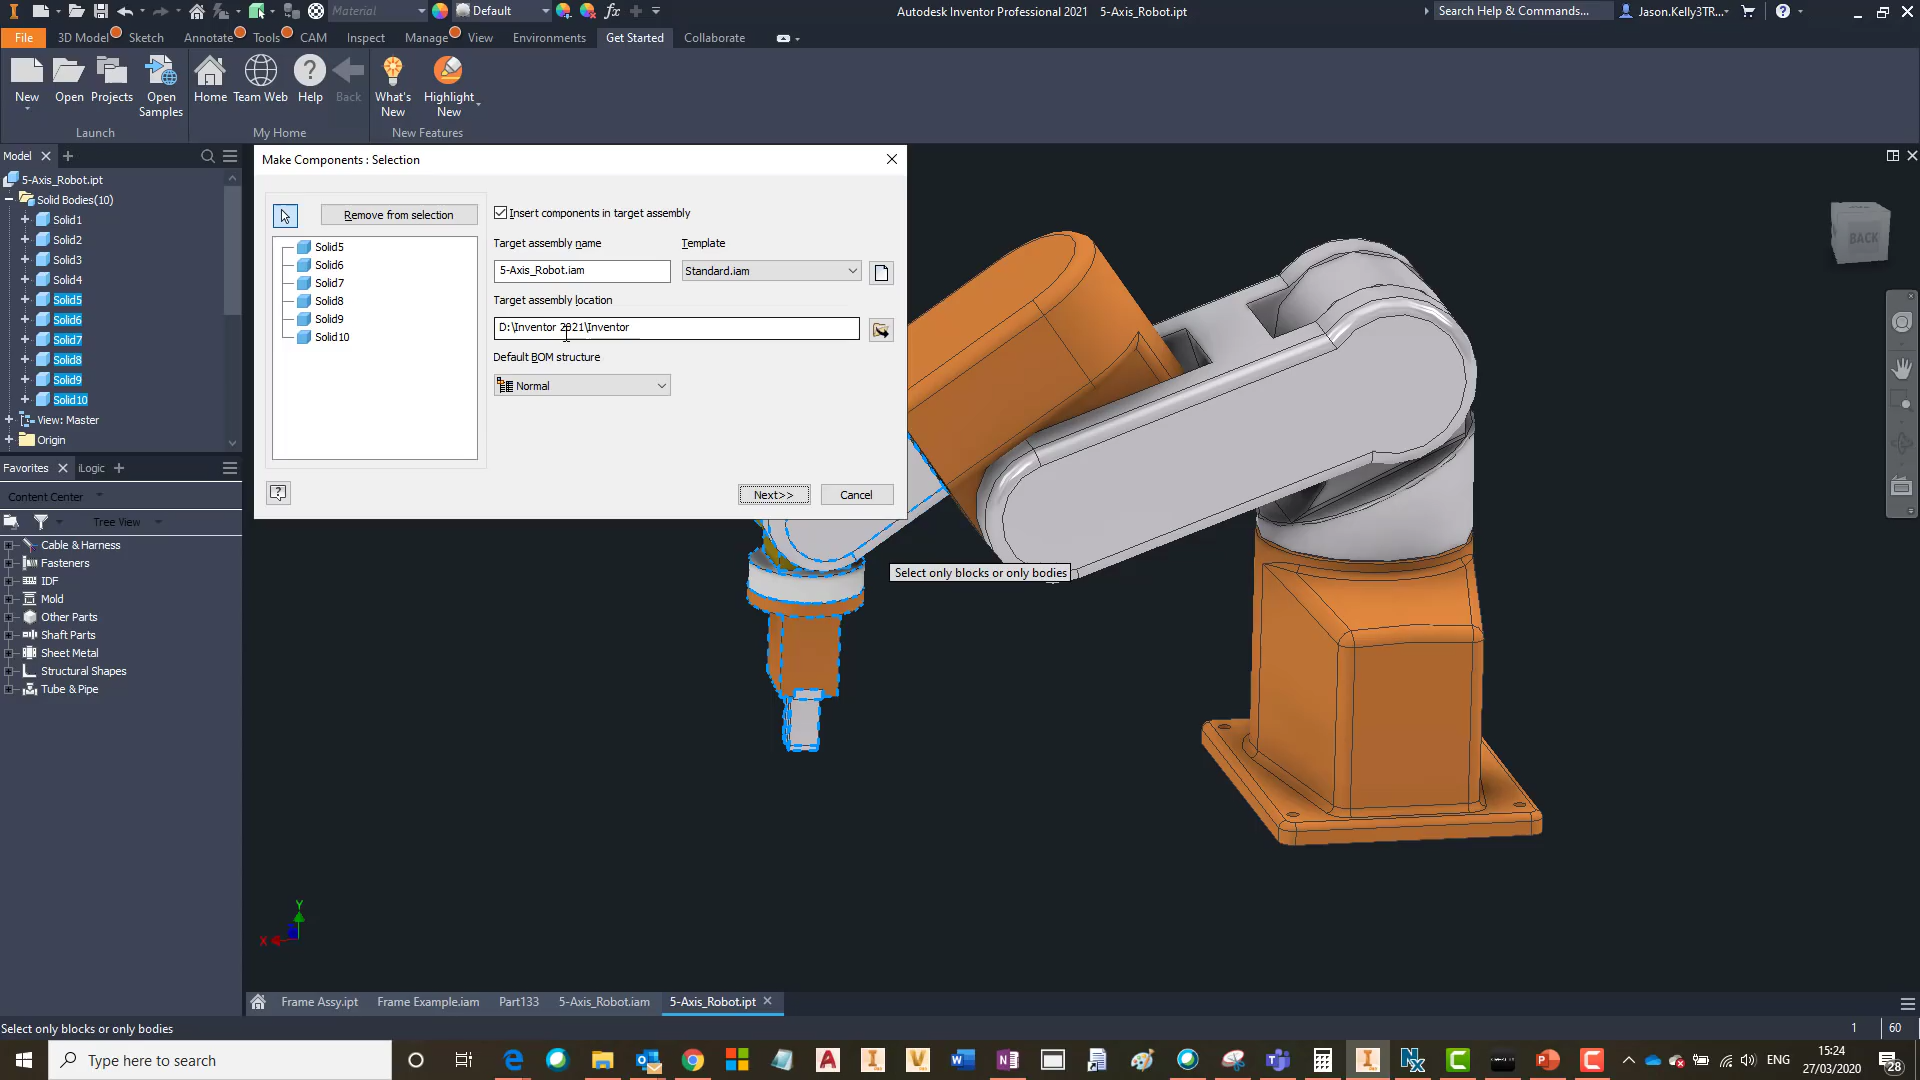 Material
Default
Autodesk Inventor Professional 2021 5-Axis_Robot.ipt
Search Help & Commands...
Jason.Kelly3TR...
File 3D Model Sketch Annotate Tools CAM Inspect Manage View Environments Get Started Collaborate
New
Open
Projects
Open
Samples
Home
Team Web
Help
Back
What's
New
Highlight
New
Launch
My Home
New Features
Model
5-Axis_Robot.ipt
Solid Bodies(10)
Solid1
Solid2
Solid3
Solid4
Solid5
Solid6
Solid7
Solid8
Solid9
Solid10
View: Master
Origin
Favorites
iLogic
Content Center
Tree View
Cable & Harness
Fasteners
IDF
Mold
Other Parts
Shaft Parts
Sheet Metal
Structural Shapes
Tube & Pipe
Make Components : Selection
Remove from selection
Solid5
Solid6
Solid7
Solid8
Solid9
Solid10
Insert components in target assembly
Target assembly name
Template
5-Axis_Robot.iam
Standard.iam
Target assembly location
D:\Inventor 2021\Inventor
Default BOM structure
Normal
Next>>
Cancel
Select only blocks or only bodies
BACK
Y
X
Frame Assy.ipt
Frame Example.iam
Part133
5-Axis_Robot.iam
5-Axis_Robot.ipt
Select only blocks or only bodies
1
60
Type here to search
ENG
15:24
27/03/2020
28